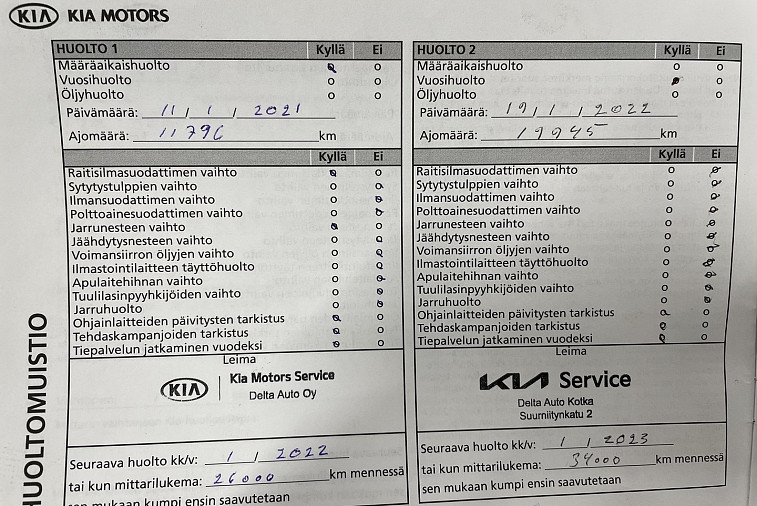 KIA KIA MOTORS
HUOLTOMUISTIO
HUOLTO 1 Kyllä Ei
Määräaikaishuolto
Vuosihuolto
Öljyhuolto
Päivämäärä: 11 / 1 / 2021
Ajomäärä: 11796 km
Kyllä Ei
Raitisilmasuodattimen vaihto
Sytytystulppien vaihto
Ilmansuodattimen vaihto
Polttoainesuodattimen vaihto
Jarrunesteen vaihto
Jäähdytysnesteen vaihto
Voimansiirron öljyjen vaihto
Ilmastointilaitteen täyttöhuolto
Apulaitehihnan vaihto
Tuulilasinpyyhkijöiden vaihto
Jarruhuolto
Ohjainlaitteiden päivitysten tarkistus
Tehdaskampanjoiden tarkistus
Tiepalvelun jatkaminen vuodeksi
Leima
KIA Kia Motors Service
Delta Auto Oy
Seuraava huolto kk/v: 1 / 2022
tai kun mittarilukema: 26000 km mennessä
sen mukaan kumpi ensin saavutetaan
HUOLTO 2 Kyllä Ei
Määräaikaishuolto
Vuosihuolto
Öljyhuolto
Päivämäärä: 19 / 1 / 2022
Ajomäärä: 19945 km
Kyllä Ei
Raitisilmasuodattimen vaihto
Sytytystulppien vaihto
Ilmansuodattimen vaihto
Polttoainesuodattimen vaihto
Jarrunesteen vaihto
Jäähdytysnesteen vaihto
Voimansiirron öljyjen vaihto
Ilmastointilaitteen täyttöhuolto
Apulaitehihnan vaihto
Tuulilasinpyyhkijöiden vaihto
Jarruhuolto
Ohjainlaitteiden päivitysten tarkistus
Tehdaskampanjoiden tarkistus
Tiepalvelun jatkaminen vuodeksi
Leima
KIA Service
Delta Auto Kotka
Suurniitynkatu 2
Seuraava huolto kk/v: 1 / 2023
tai kun mittarilukema: 34000 km mennessä
sen mukaan kumpi ensin saavutetaan